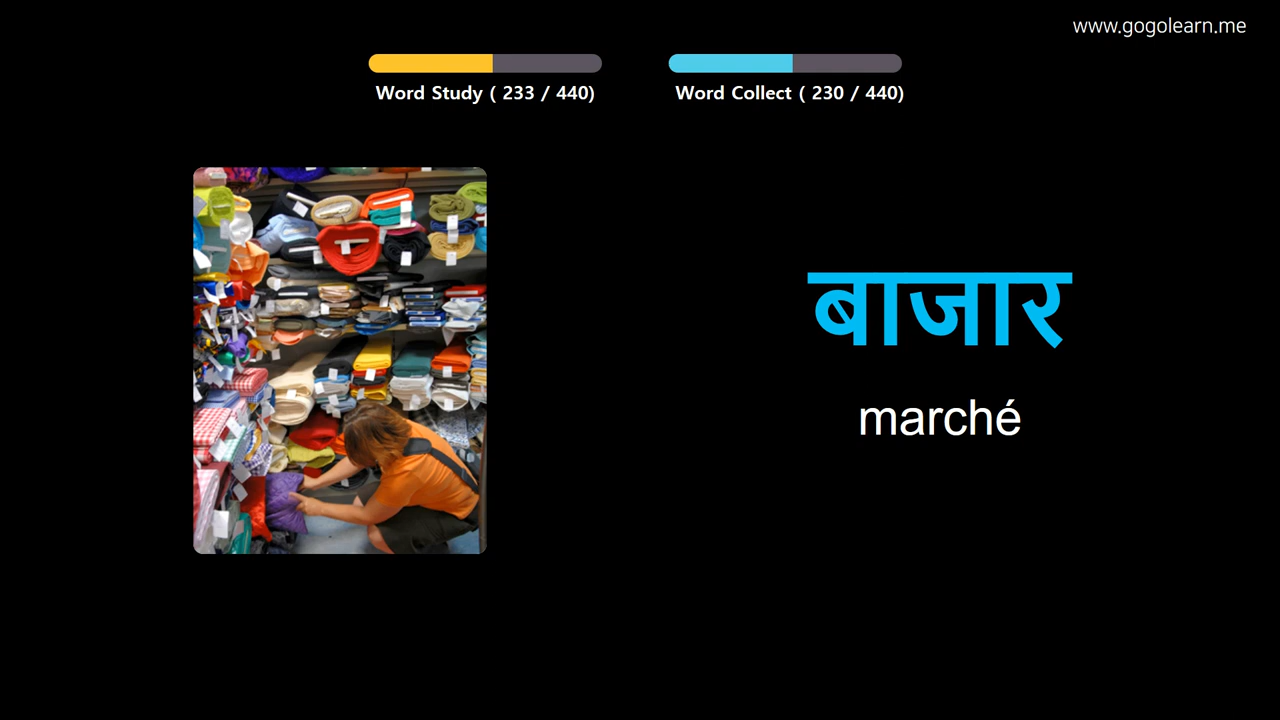 www.gogolearn.me
Word Study ( 233 / 440)
Word Collect ( 230 / 440)
बाजार
marché